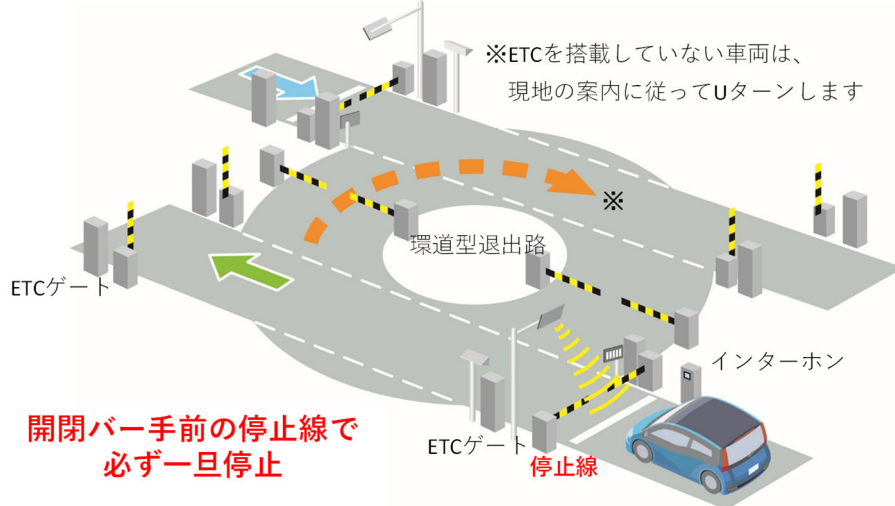 ※ETCを搭載していない車両は、
現地の案内に従ってUターンします
※
環道型退出路
ETCゲート
インターホン
開閉バー手前の停止線で
必ず一旦停止
ETCゲート
停止線